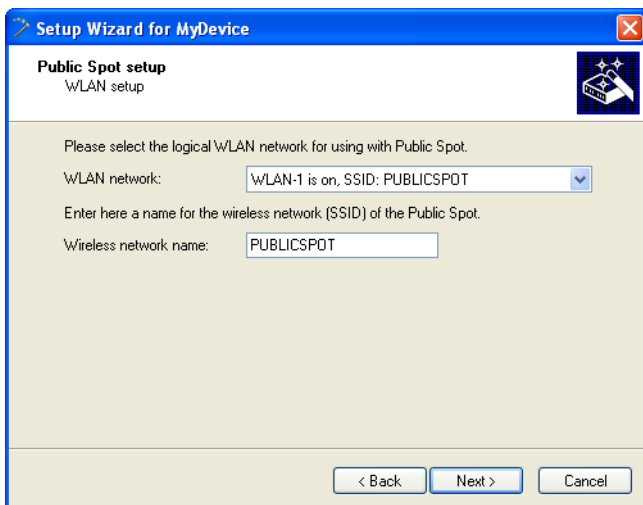 Setup Wizard for MyDevice
Public Spot setup
WLAN setup
Please select the logical WLAN network for using with Public Spot.
WLAN network: WLAN-1 is on, SSID: PUBLICSPOT
Enter here a name for the wireless network (SSID) of the Public Spot.
Wireless network name: PUBLICSPOT
< Back Next > Cancel